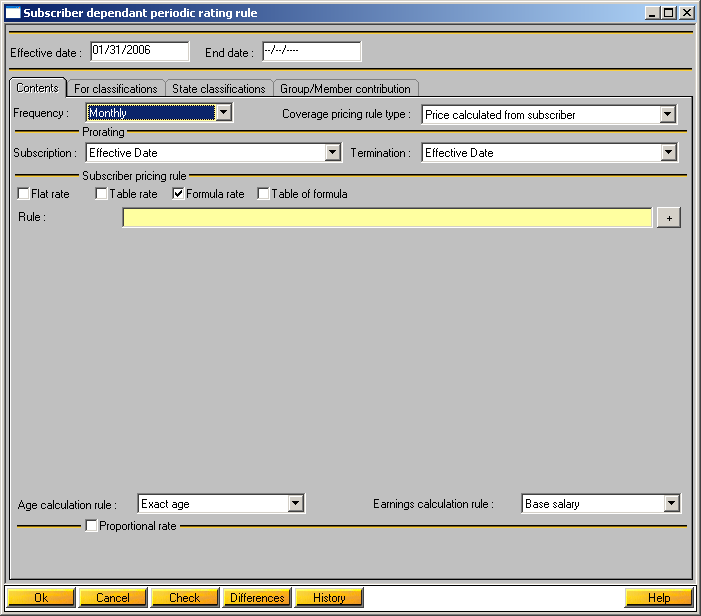 Subscriber dependant periodic rating rule
Effective date : 01/31/2006 End date : --/--/----
Contents For classifications State classifications Group/Member contribution
Frequency : Monthly Coverage pricing rule type : Price calculated from subscriber
Prorating
Subscription : Effective Date Termination : Effective Date
Subscriber pricing rule
Flat rate Table rate Formula rate Table of formula
Rule : +
Age calculation rule : Exact age Earnings calculation rule : Base salary
Proportional rate
Ok Cancel Check Differences History Help